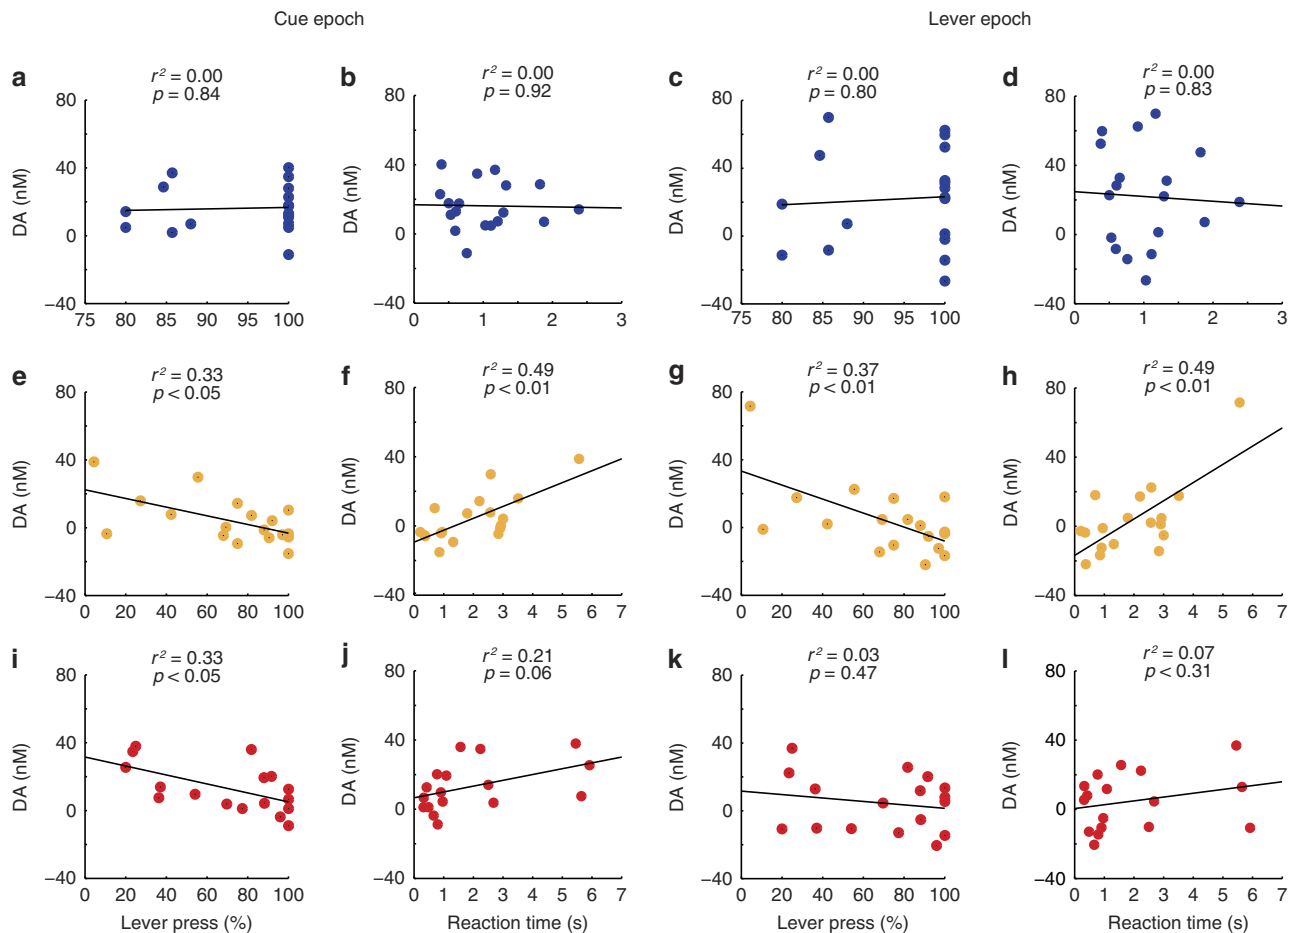 Cue epoch
Lever epoch
a
r² = 0.00
p = 0.84
b
r² = 0.00
p = 0.92
c
r² = 0.00
p = 0.80
d
r² = 0.00
p = 0.83
DA (nM)
80
40
0
−40
75 80 85 90 95 100
DA (nM)
80
40
0
−40
0 1 2 3
DA (nM)
80
40
0
−40
75 80 85 90 95 100
DA (nM)
80
40
0
−40
0 1 2 3
e
r² = 0.33
p < 0.05
f
r² = 0.49
p < 0.01
g
r² = 0.37
p < 0.01
h
r² = 0.49
p < 0.01
DA (nM)
80
40
0
−40
0 20 40 60 80 100
DA (nM)
80
40
0
−40
0 1 2 3 4 5 6 7
DA (nM)
80
40
0
−40
0 20 40 60 80 100
DA (nM)
80
40
0
−40
0 1 2 3 4 5 6 7
i
r² = 0.33
p < 0.05
j
r² = 0.21
p = 0.06
k
r² = 0.03
p = 0.47
l
r² = 0.07
p < 0.31
DA (nM)
80
40
0
−40
0 20 40 60 80 100
Lever press (%)
DA (nM)
80
40
0
−40
0 1 2 3 4 5 6 7
Reaction time (s)
DA (nM)
80
40
0
−40
0 20 40 60 80 100
Lever press (%)
DA (nM)
80
40
0
−40
0 1 2 3 4 5 6 7
Reaction time (s)